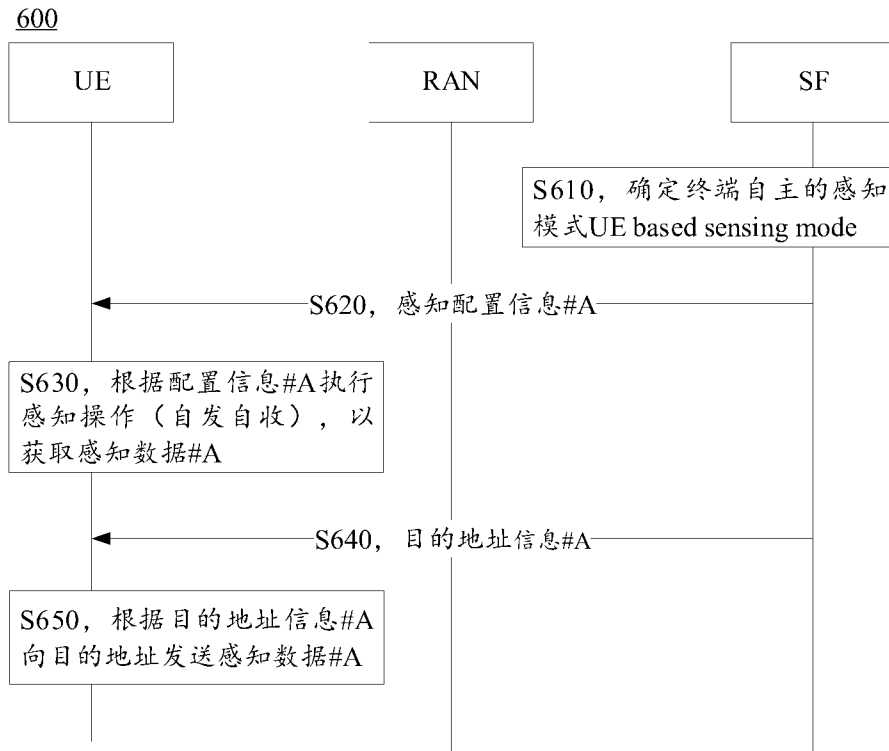 600
UE
RAN
SF
S610，确定终端自主的感知
模式UE based sensing mode
S620，感知配置信息#A
S630，根据配置信息#A执行
感知操作（自发自收），以
获取感知数据#A
S640，目的地址信息#A
S650，根据目的地址信息#A
向目的地址发送感知数据#A